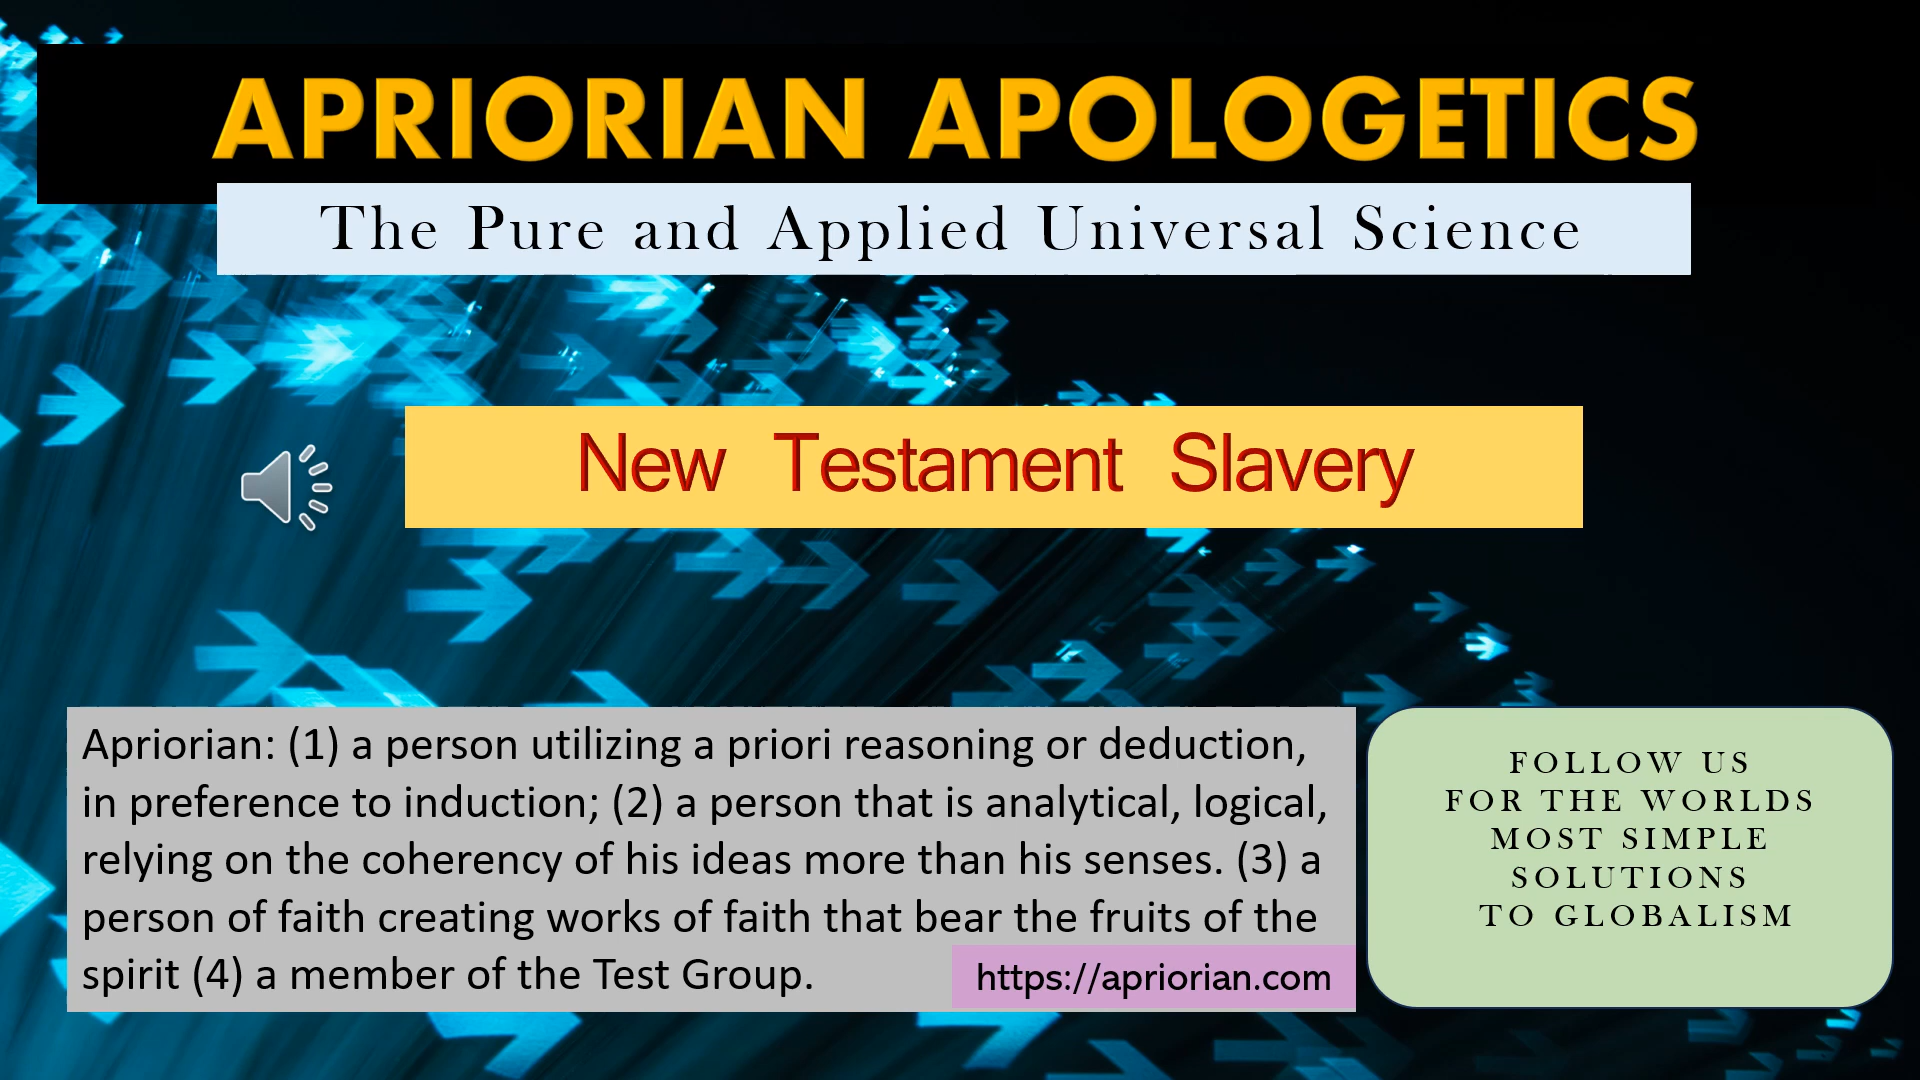 APRIORIAN APOLOGETICS
The Pure and Applied Universal Science
New Testament Slavery
Apriorian: (1) a person utilizing a priori reasoning or deduction,
in preference to induction; (2) a person that is analytical, logical,
relying on the coherency of his ideas more than his senses. (3) a
person of faith creating works of faith that bear the fruits of the
spirit (4) a member of the Test Group.
https://apriorian.com
FOLLOW US
FOR THE WORLDS
MOST SIMPLE
SOLUTIONS
TO GLOBALISM